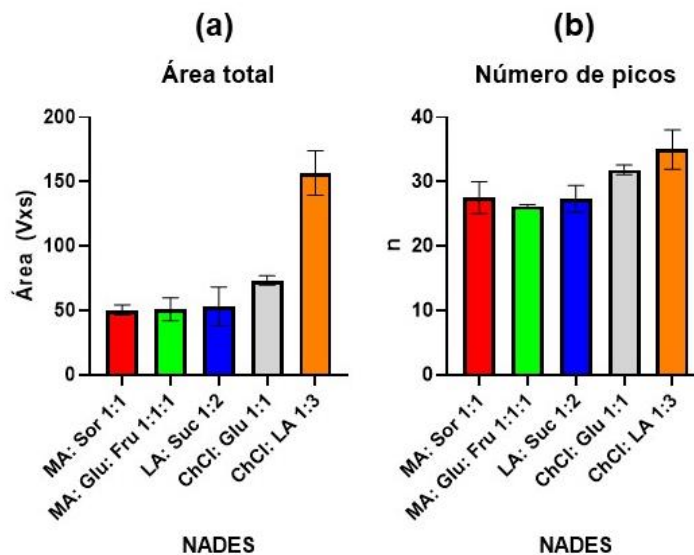 (a)
Área total
Área (Vxs)
200
150
100
50
0
MA: Sor 1:1
MA: Glu: Fru 1:1:1
LA: Suc 1:2
ChCl: Glu 1:1
ChCl: LA 1:3
NADES
(b)
Número de picos
n
40
30
20
10
0
MA: Sor 1:1
MA: Glu: Fru 1:1:1
LA: Suc 1:2
ChCl: Glu 1:1
ChCl: LA 1:3
NADES